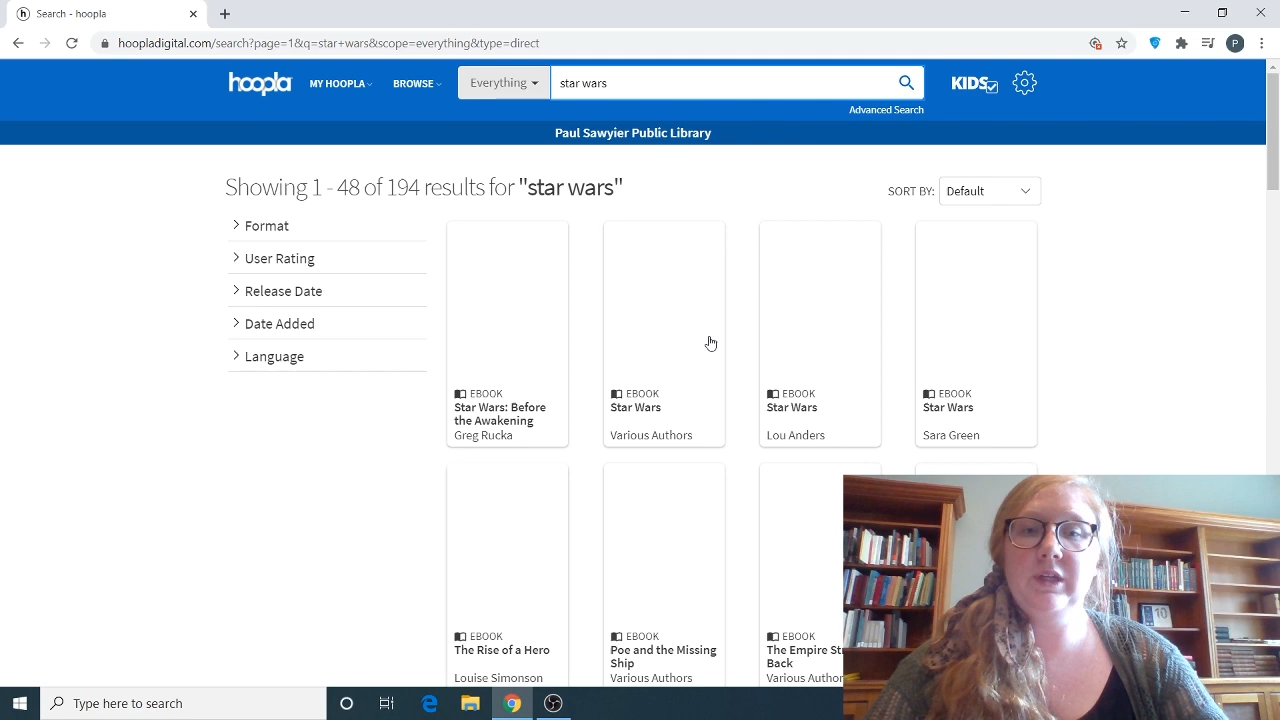 Search - hoopla
hoopladigital.com/search?page=1&q=star+wars&scope=everything&type=direct
P
hoopla MY HOOPLA BROWSE Everything star wars KIDS
Advanced Search
Paul Sawyier Public Library
Showing 1 - 48 of 194 results for "star wars"
SORT BY: Default
Format
User Rating
Release Date
Date Added
Language
EBOOK
Star Wars: Before
the Awakening
Greg Rucka
EBOOK
Star Wars
Various Authors
EBOOK
Star Wars
Lou Anders
EBOOK
Star Wars
Sara Green
EBOOK
The Rise of a Hero
Louise Simonson
EBOOK
Poe and the Missing
Ship
Various Authors
EBOOK
The Empire
Back
Various
10
Type here to search